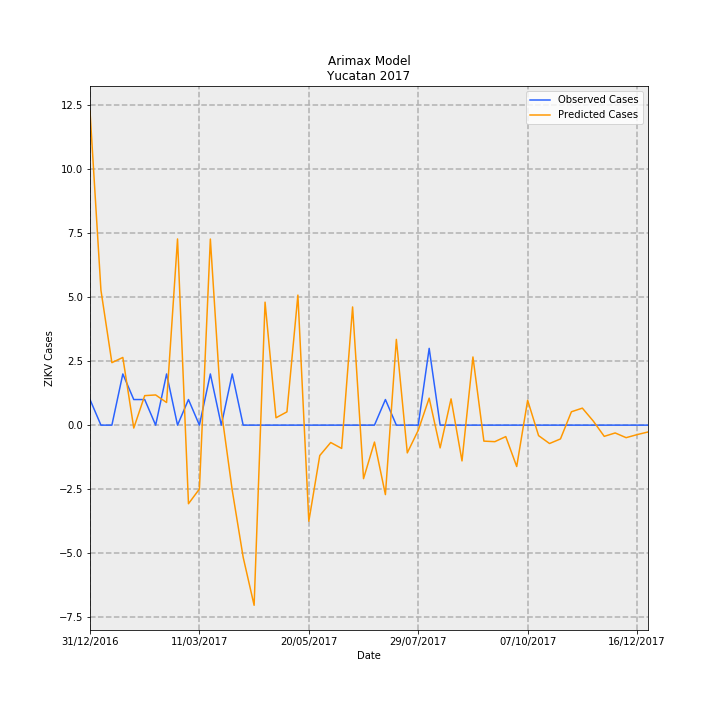 Arimax Model
Yucatan 2017
Observed Cases
Predicted Cases
12.5
10.0
7.5
5.0
2.5
0.0
−2.5
−5.0
−7.5
ZIKV Cases
31/12/2016
11/03/2017
20/05/2017
29/07/2017
07/10/2017
16/12/2017
Date